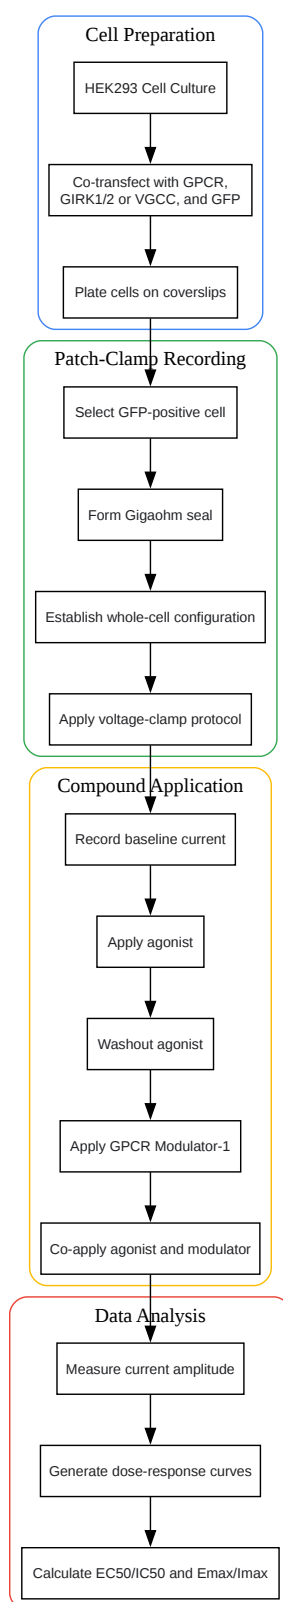 Cell Preparation
HEK293 Cell Culture
Co-transfect with GPCR,
GIRK1/2 or VGCC, and GFP
Plate cells on coverslips
Patch-Clamp Recording
Select GFP-positive cell
Form Gigaohm seal
Establish whole-cell configuration
Apply voltage-clamp protocol
Compound Application
Record baseline current
Apply agonist
Washout agonist
Apply GPCR Modulator-1
Co-apply agonist and modulator
Data Analysis
Measure current amplitude
Generate dose-response curves
Calculate EC50/IC50 and Emax/Imax